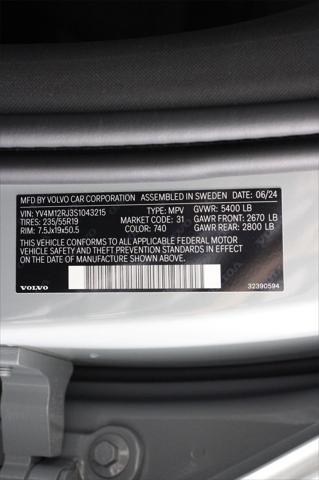 MFD BY VOLVO CAR CORPORATION ASSEMBLED IN SWEDEN 06/24
VIN: YV4M12RJ3S1043215 TYPE: MPV GVWR: 5400 LB
TIRES: 235/55R19 MARKET CODE: 31 GAWR FRONT: 2670 LB
RIM: 7.5Jx19x50.5 COLOR: 740 GAWR REAR: 2800 LB
THIS VEHICLE CONFORMS TO ALL APPLICABLE FEDERAL MOTOR
VEHICLE SAFETY AND THEFT PREVENTION STANDARDS IN EFFECT
ON THE DATE OF MANUFACTURE SHOWN ABOVE.
VOLVO 32390594